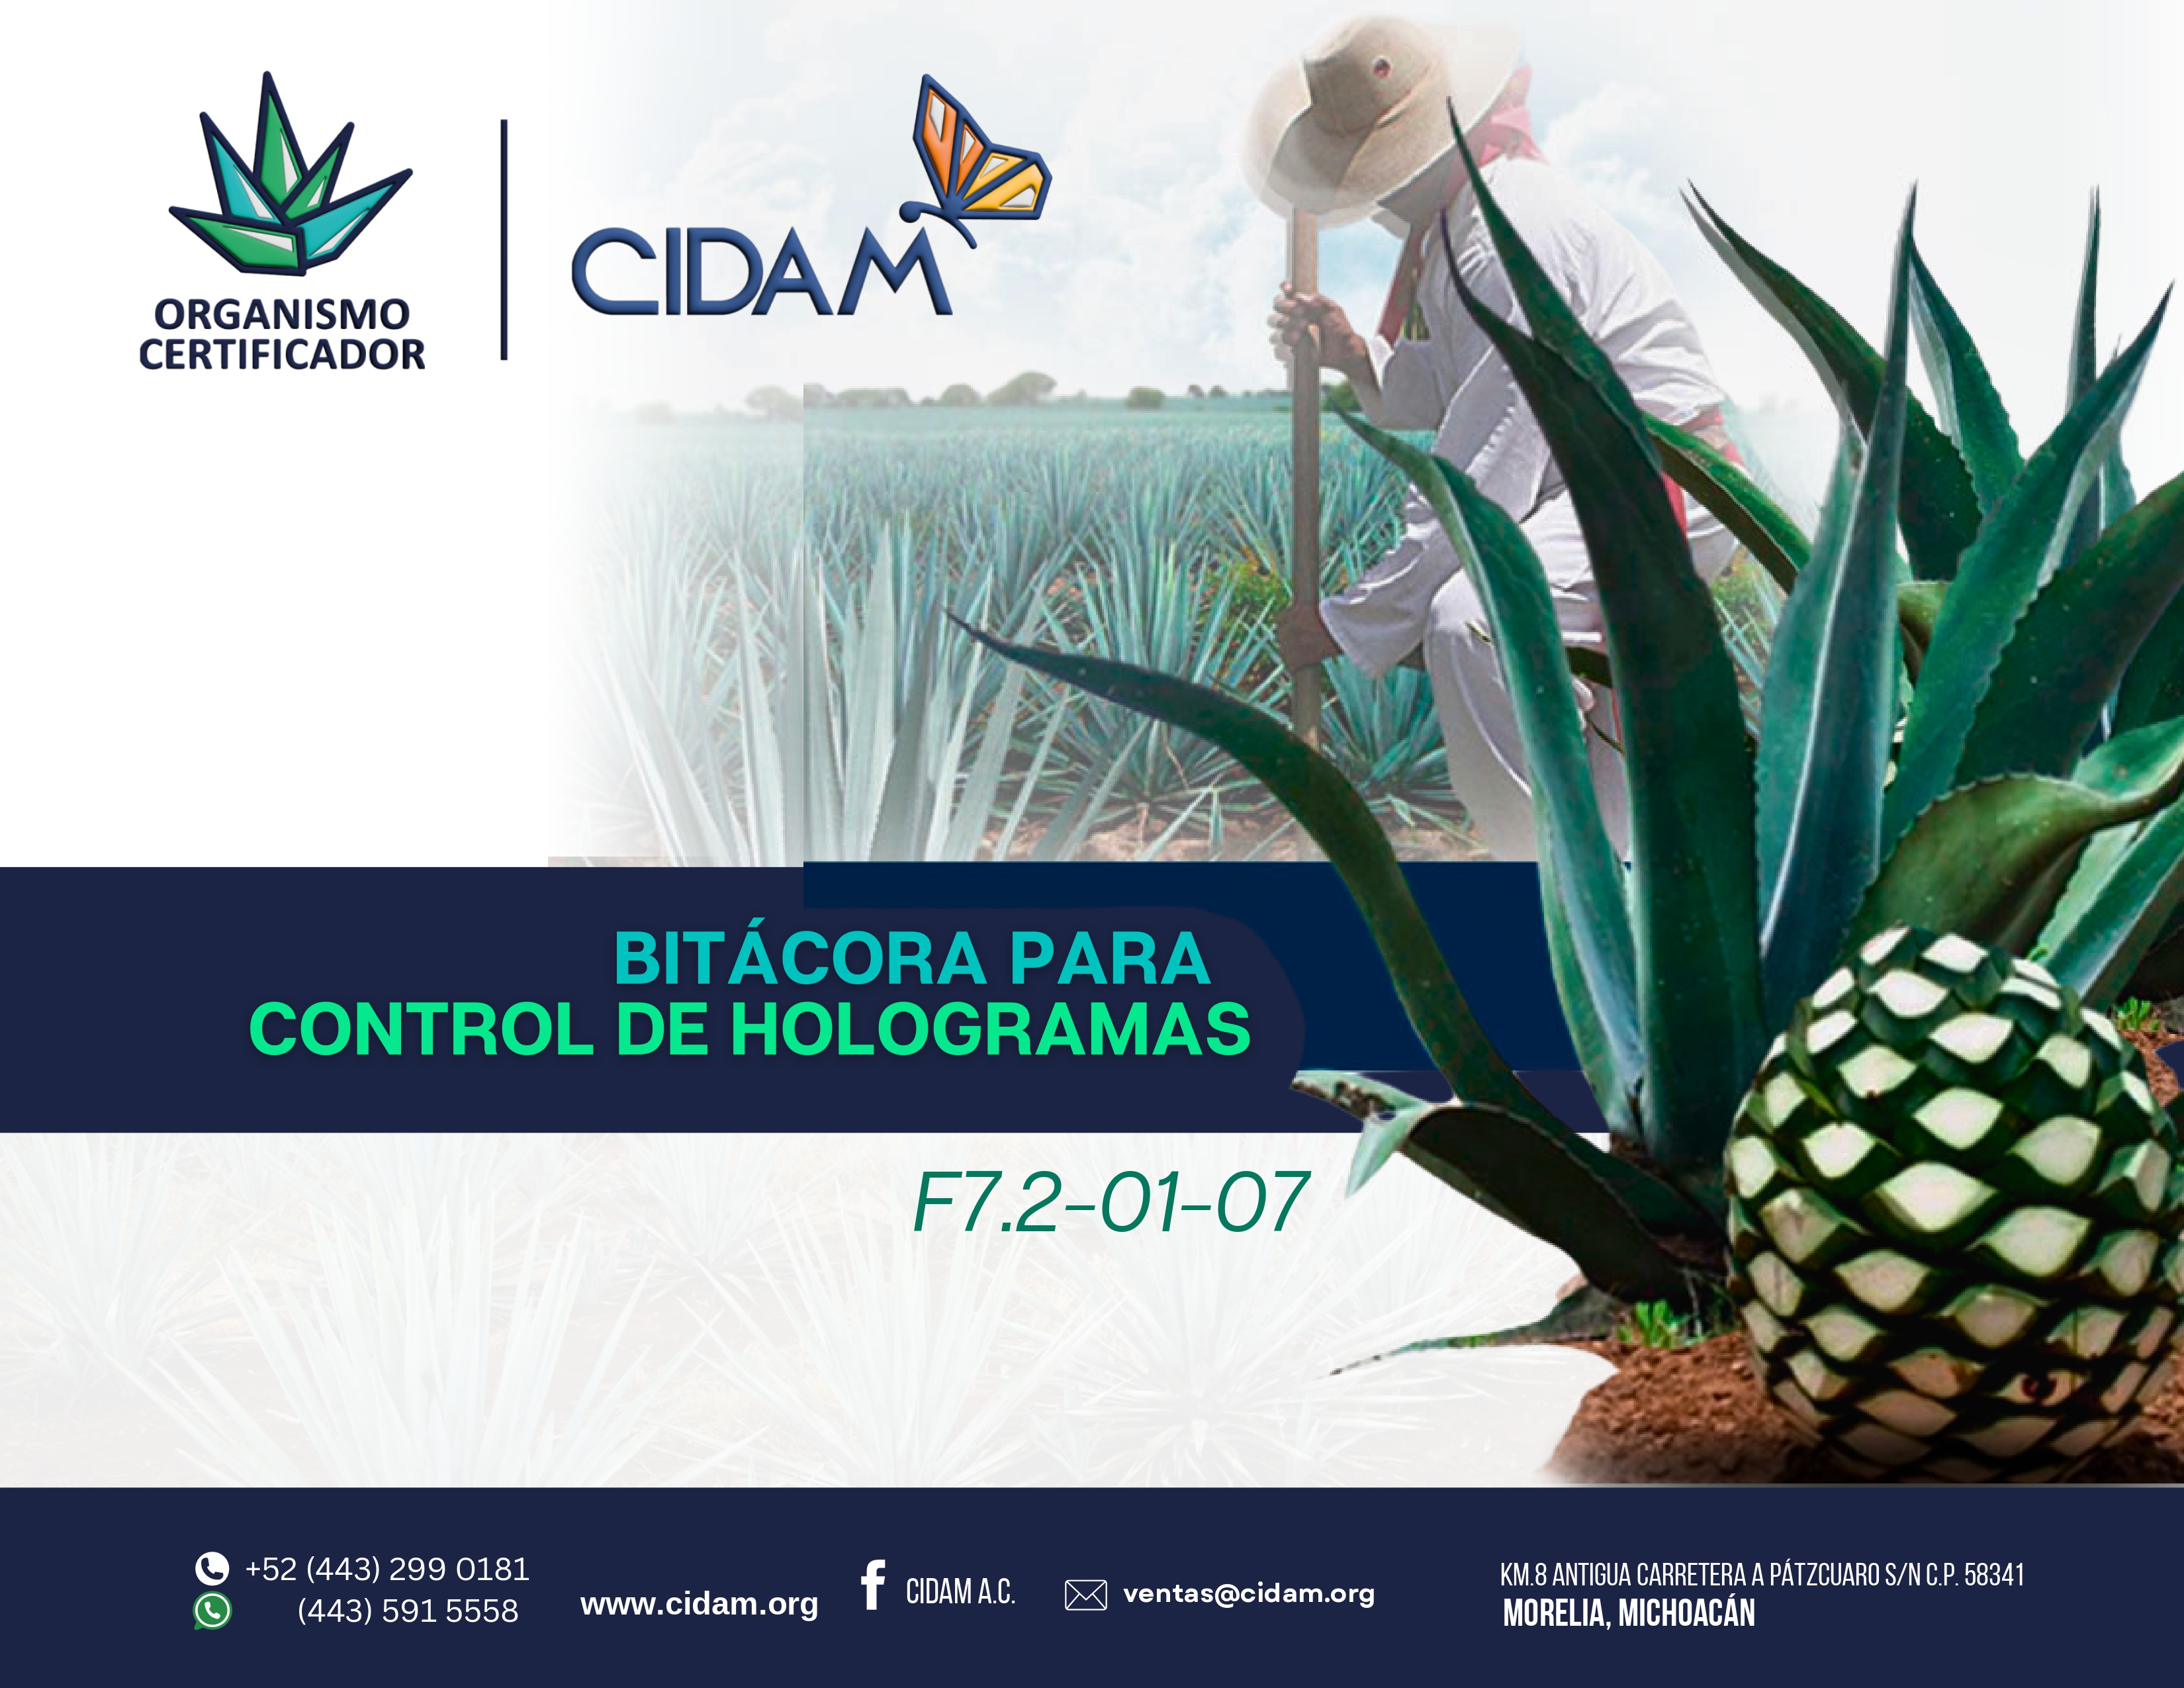 ORGANISMO
CERTIFICADOR
CIDAM
BITÁCORA PARA
CONTROL DE HOLOGRAMAS
F7.2-01-07
+52 (443) 299 0181
(443) 591 5558
www.cidam.org
CIDAM A.C.
ventas@cidam.org
KM.8 ANTIGUA CARRETERA A PÁTZCUARO S/N C.P. 58341
MORELIA, MICHOACÁN